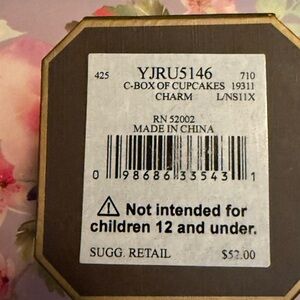 425 YJRU5146 710
C-BOX OF CUPCAKES 19311
CHARM L/NS11X
RN 52002
MADE IN CHINA
0 98686 33543 1
⚠ Not intended for
children 12 and under.
SUGG. RETAIL $52.00